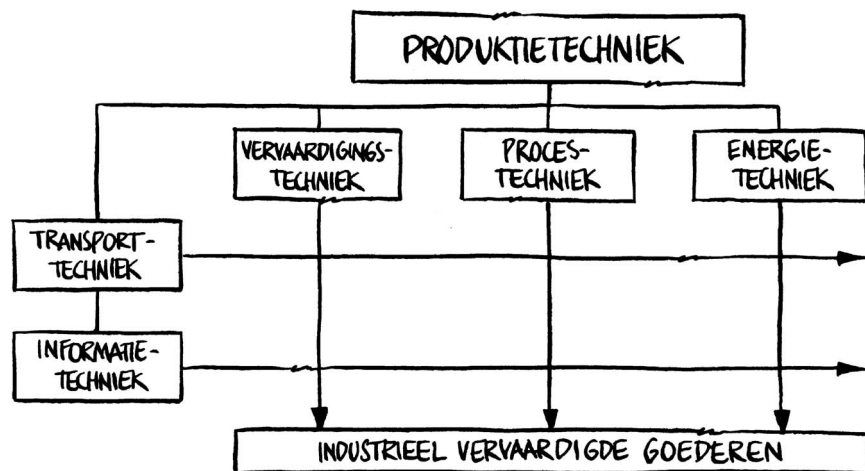 PRODUKTIETECHNIEK
VERVAARDIGINGS-
TECHNIEK
PROCES-
TECHNIEK
ENERGIE-
TECHNIEK
TRANSPORT-
TECHNIEK
INFORMATIE-
TECHNIEK
INDUSTRIEEL VERVAARDIGDE GOEDEREN